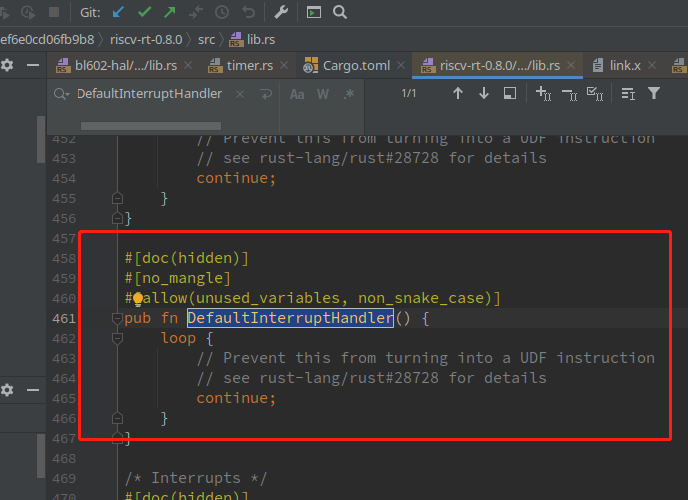 Git:
ef6e0cd06fb9b8 〉 riscv-rt-0.8.0 〉 src 〉 lib.rs
bl602-hal/.../lib.rs × timer.rs × Cargo.toml × riscv-rt-0.8.0/.../lib.rs × link.x ×
DefaultInterruptHandler × Aa W .* 1/1
452 // Prevent this from turning into a UDF instruction
453 // see rust-lang/rust#28728 for details
454 continue;
455 }
456 }
457
458 #[doc(hidden)]
459 #[no_mangle]
460 #[allow(unused_variables, non_snake_case)]
461 pub fn DefaultInterruptHandler() {
462 loop {
463 // Prevent this from turning into a UDF instruction
464 // see rust-lang/rust#28728 for details
465 continue;
466 }
467 }
468
469 /* Interrupts */
470 #[doc(hidden)]